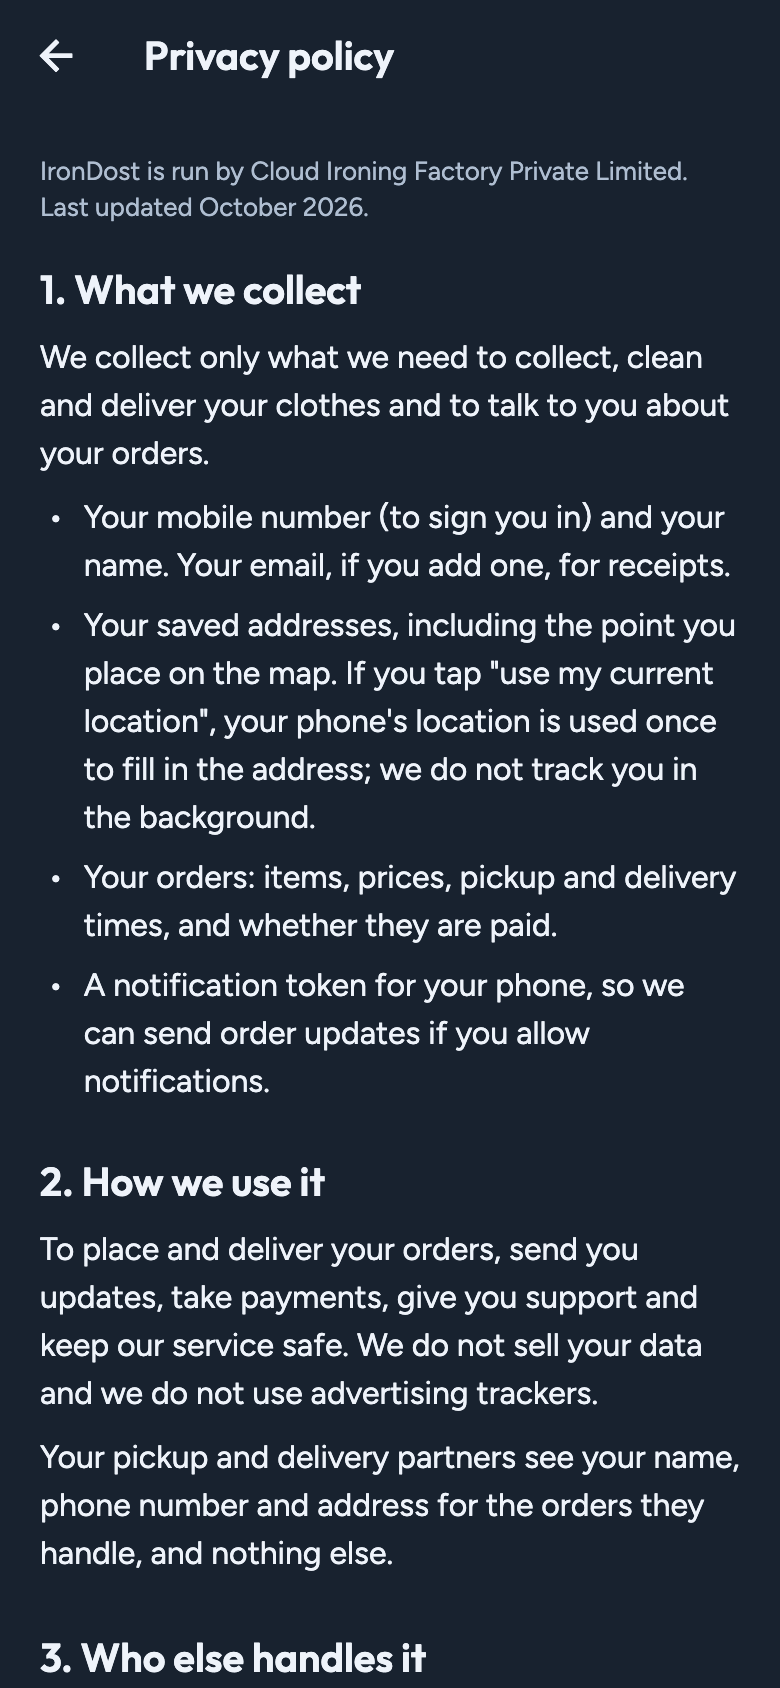 Privacy policy
IronDost is run by Cloud Ironing Factory Private Limited.
Last updated October 2026.
1. What we collect
We collect only what we need to collect, clean
and deliver your clothes and to talk to you about
your orders.
• Your mobile number (to sign you in) and your
name. Your email, if you add one, for receipts.
• Your saved addresses, including the point you
place on the map. If you tap "use my current
location", your phone's location is used once
to fill in the address; we do not track you in
the background.
• Your orders: items, prices, pickup and delivery
times, and whether they are paid.
• A notification token for your phone, so we
can send order updates if you allow
notifications.
2. How we use it
To place and deliver your orders, send you
updates, take payments, give you support and
keep our service safe. We do not sell your data
and we do not use advertising trackers.
Your pickup and delivery partners see your name,
phone number and address for the orders they
handle, and nothing else.
3. Who else handles it